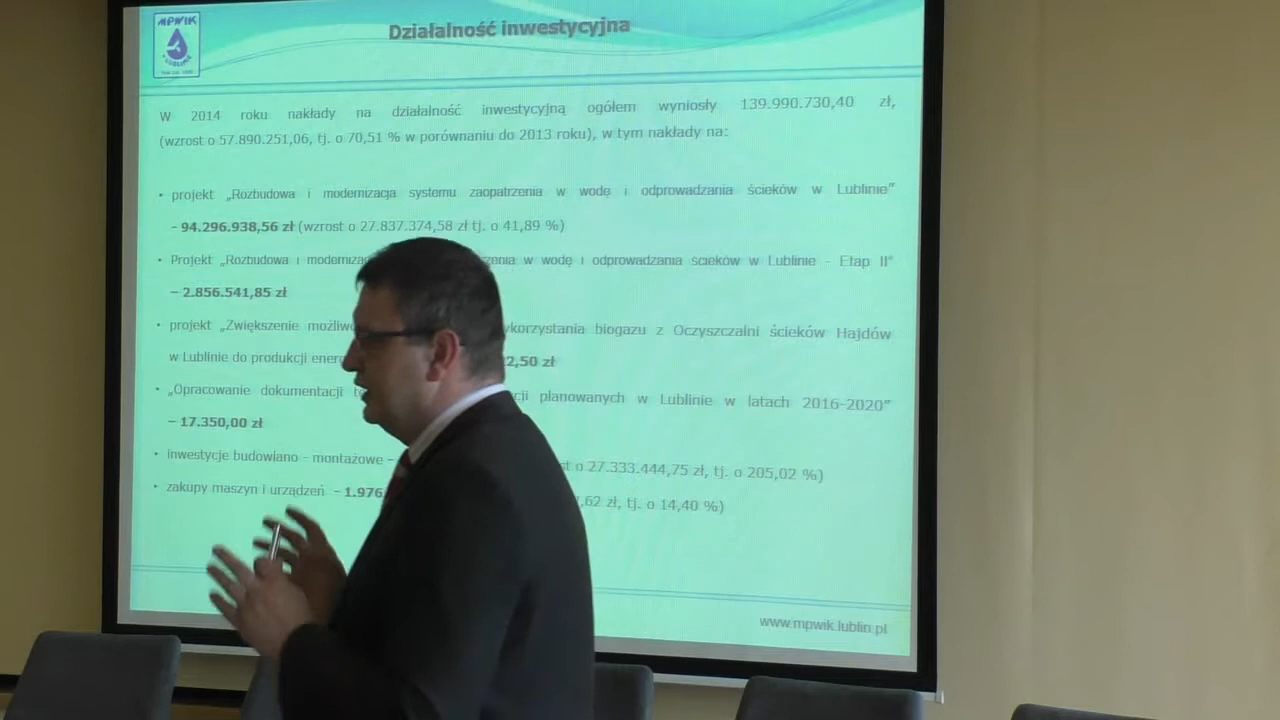 MPWIK
LUBLIN
Działalność inwestycyjna
W 2014 roku nakłady na działalność inwestycyjną ogółem wyniosły 139.990.730,40 zł,
(wzrost o 57.890.251,06, tj. o 70,51 % w porównaniu do 2013 roku), w tym nakłady na:
• projekt „Rozbudowa i modernizacja systemu zaopatrzenia w wodę i odprowadzania ścieków w Lublinie”
- 94.296.938,56 zł (wzrost o 27.837.374,58 zł tj. o 41,89 %)
• Projekt „Rozbudowa i modernizac zenia w wodę i odprowadzania ścieków w Lublinie - Etap II”
– 2.856.541,85 zł
• projekt „Zwiększenie możliwo ykorzystania biogazu z Oczyszczalni ścieków Hajdów
w Lublinie do produkcji energ 2,50 zł
• „Opracowanie dokumentacji te cji planowanych w Lublinie w latach 2016-2020”
– 17.350,00 zł
• inwestycje budowlano - montażowe – st o 27.333.444,75 zł, tj. o 205,02 %)
• zakupy maszyn i urządzeń - 1.976 ,62 zł, tj. o 14,40 %)
www.mpwik.lublin.pl